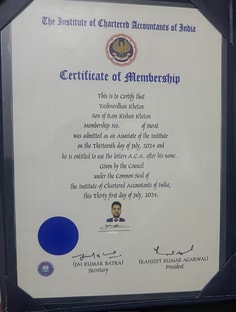 The Institute of Chartered Accountants of India
Certificate of Membership
This is to Certify that
Yashvardhan Khetan
Son of Ram Kishan Khetan
Membership No. of Surat
was admitted as an Associate of the Institute
on the Thirteenth day of July, 2024 and
he is entitled to use the letters A.C.A. after his name.
Given by the Council
under the Common Seal of
the Institute of Chartered Accountants of India,
this Thirty first day of July, 2024.
(JAI KUMAR BATRA)
Secretary
(RANJEET KUMAR AGARWAL)
President